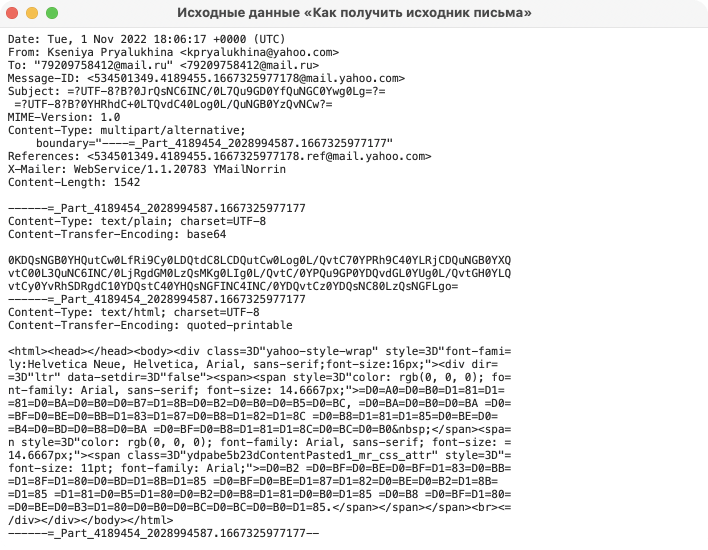 Исходные данные «Как получить исходник письма»
Date: Tue, 1 Nov 2022 18:06:17 +0000 (UTC)
From: Kseniya Pryalukhina <kpryalukhina@yahoo.com>
To: "79209758412@mail.ru" <79209758412@mail.ru>
Message-ID: <534501349.4189455.1667325977178@mail.yahoo.com>
Subject: =?UTF-8?B?0JrQsNC6INC/0L7Qu9GD0YfQuNGC0Ywg0Lg=?=
=?UTF-8?B?0YHRhdC+0LTQvdC40Log0L/QuNGB0YzQvNCw?=
MIME-Version: 1.0
Content-Type: multipart/alternative;
boundary="----=_Part_4189454_2028994587.1667325977177"
References: <534501349.4189455.1667325977178.ref@mail.yahoo.com>
X-Mailer: WebService/1.1.20783 YMailNorrin
Content-Length: 1542
------=_Part_4189454_2028994587.1667325977177
Content-Type: text/plain; charset=UTF-8
Content-Transfer-Encoding: base64
0KDQsNGB0YHQutCw0LfRi9Cy0LDQtdC8LCDQutCw0Log0L/QvtC70YPRh9C40YLRjCDQuNGB0YXQ
vtC00L3QuNC6INC/0LjRgdGM0LzQsMKg0LIg0L/QvtC/0YPQu9GP0YDQvdGL0YUg0L/QvtGH0YLQ
vtCy0YvRhSDRgdC10YDQstC40YHQsNGFINC4INC/0YDQvtCz0YDQsNC80LzQsNGFLgo=
------=_Part_4189454_2028994587.1667325977177
Content-Type: text/html; charset=UTF-8
Content-Transfer-Encoding: quoted-printable
<html><head></head><body><div class=3D"yahoo-style-wrap" style=3D"font-fami=
ly:Helvetica Neue, Helvetica, Arial, sans-serif;font-size:16px;"><div dir=
=3D"ltr" data-setdir=3D"false"><span><span style=3D"color: rgb(0, 0, 0); fo=
nt-family: Arial, sans-serif; font-size: 14.6667px;">=D0=A0=D0=B0=D1=81=D1=
=81=D0=BA=D0=B0=D0=B7=D1=8B=D0=B2=D0=B0=D0=B5=D0=BC, =D0=BA=D0=B0=D0=BA =D0=
=BF=D0=BE=D0=BB=D1=83=D1=87=D0=B8=D1=82=D1=8C =D0=B8=D1=81=D1=85=D0=BE=D0=
=B4=D0=BD=D0=B8=D0=BA =D0=BF=D0=B8=D1=81=D1=8C=D0=BC=D0=B0&nbsp;</span><spa=
n style=3D"color: rgb(0, 0, 0); font-family: Arial, sans-serif; font-size: =
14.6667px;"><span class=3D"ydpabe5b23dContentPasted1_mr_css_attr" style=3D"=
font-size: 11pt; font-family: Arial;">=D0=B2 =D0=BF=D0=BE=D0=BF=D1=83=D0=BB=
=D1=8F=D1=80=D0=BD=D1=8B=D1=85 =D0=BF=D0=BE=D1=87=D1=82=D0=BE=D0=B2=D1=8B=
=D1=85 =D1=81=D0=B5=D1=80=D0=B2=D0=B8=D1=81=D0=B0=D1=85 =D0=B8 =D0=BF=D1=80=
=D0=BE=D0=B3=D1=80=D0=B0=D0=BC=D0=BC=D0=B0=D1=85.</span></span></span><br><=
/div></div></body></html>
------=_Part_4189454_2028994587.1667325977177--